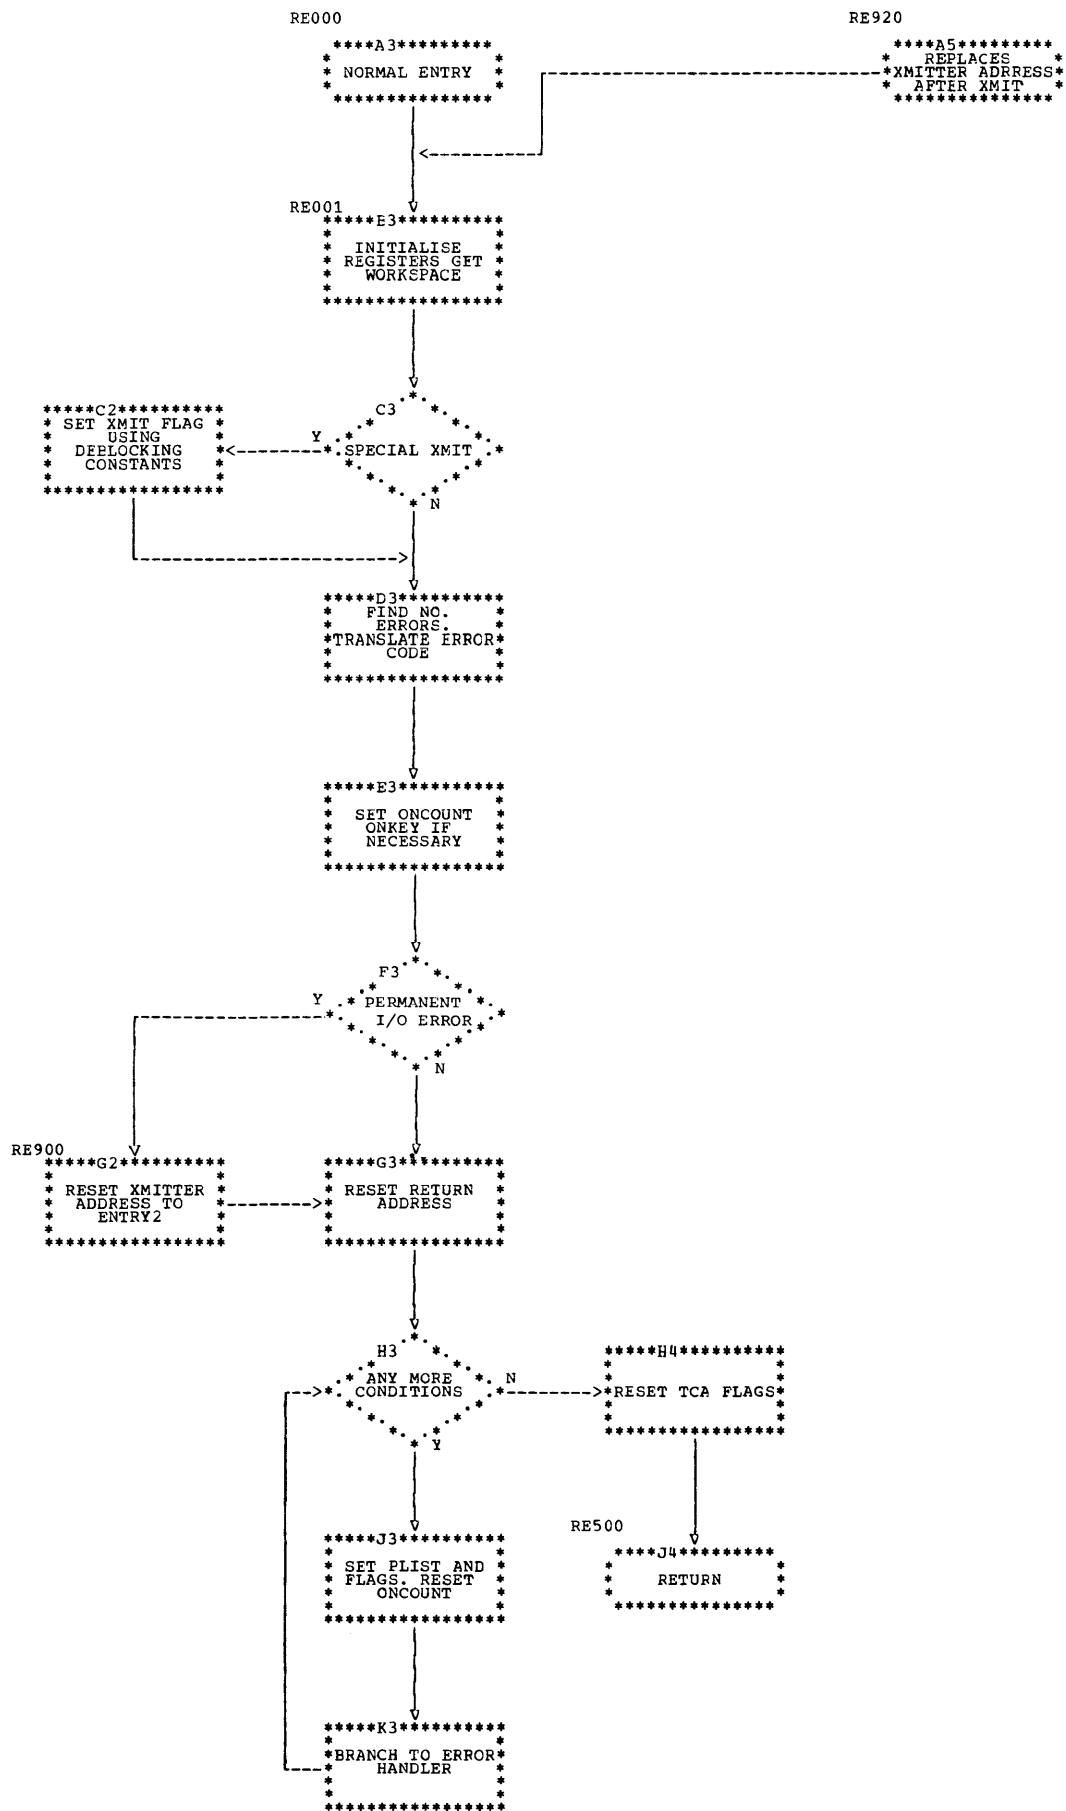 RE000
RE920
A3
NORMAL ENTRY
A5
REPLACES
XMITTER ADRRESS
AFTER XMIT
RE001
B3
INITIALISE
REGISTERS GET
WORKSPACE
C2
SET XMIT FLAG
USING
DEBLOCKING
CONSTANTS
C3
Y
SPECIAL XMIT
N
D3
FIND NO.
ERRORS.
TRANSLATE ERROR
CODE
E3
SET ONCOUNT
ONKEY IF
NECESSARY
F3
Y
PERMANENT
I/O ERROR
N
RE900
G2
RESET XMITTER
ADDRESS TO
ENTRY2
G3
RESET RETURN
ADDRESS
H3
ANY MORE
CONDITIONS
N
Y
H4
RESET TCA FLAGS
J3
SET PLIST AND
FLAGS. RESET
ONCOUNT
RE500
J4
RETURN
K3
BRANCH TO ERROR
HANDLER